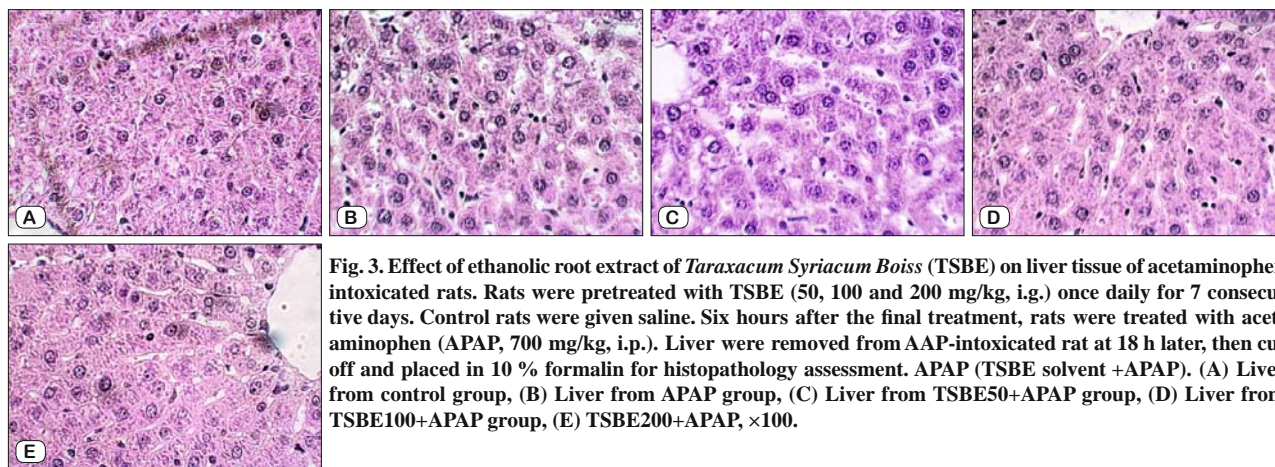 A
B
C
D
E
Fig. 3. Effect of ethanolic root extract of Taraxacum Syriacum Boiss (TSBE) on liver tissue of acetaminophe
intoxicated rats. Rats were pretreated with TSBE (50, 100 and 200 mg/kg, i.g.) once daily for 7 consecu
tive days. Control rats were given saline. Six hours after the final treatment, rats were treated with acet
aminophen (APAP, 700 mg/kg, i.p.). Liver were removed from AAP-intoxicated rat at 18 h later, then cu
off and placed in 10 % formalin for histopathology assessment. APAP (TSBE solvent +APAP). (A) Live
from control group, (B) Liver from APAP group, (C) Liver from TSBE50+APAP group, (D) Liver from
TSBE100+APAP group, (E) TSBE200+APAP, ×100.